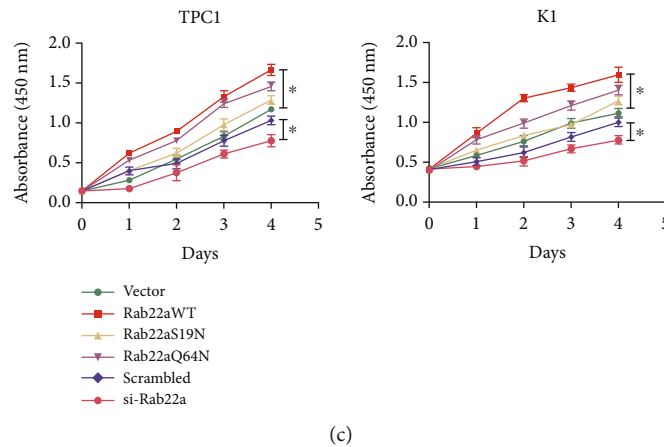 TPC1
K1
Absorbance (450 nm)
2.0
1.5
1.0
0.5
0.0
0 1 2 3 4 5
Days
*
*
Absorbance (450 nm)
2.0
1.5
1.0
0.5
0.0
0 1 2 3 4 5
Days
*
*
Vector
Rab22aWT
Rab22aS19N
Rab22aQ64N
Scrambled
si-Rab22a
(c)